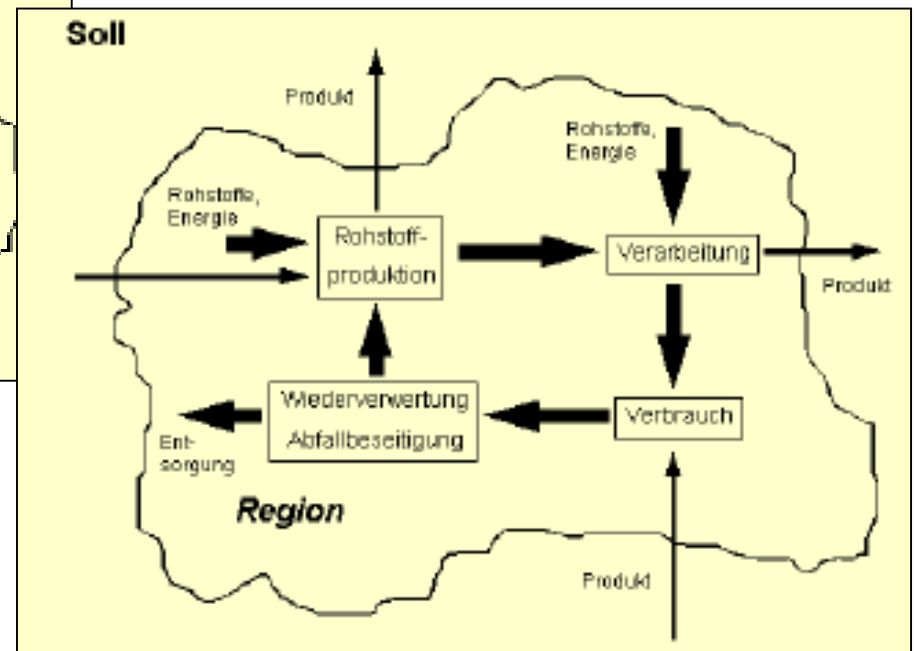 Soll
Produkt
Rohstoffe,
Energie
Rohstoffe,
Energie
Rohstoff-
produktion
Verarbeitung
Produkt
Wiederverwertung
Abfallbeseitigung
Verbrauch
Ent-
sorgung
Region
Produkt